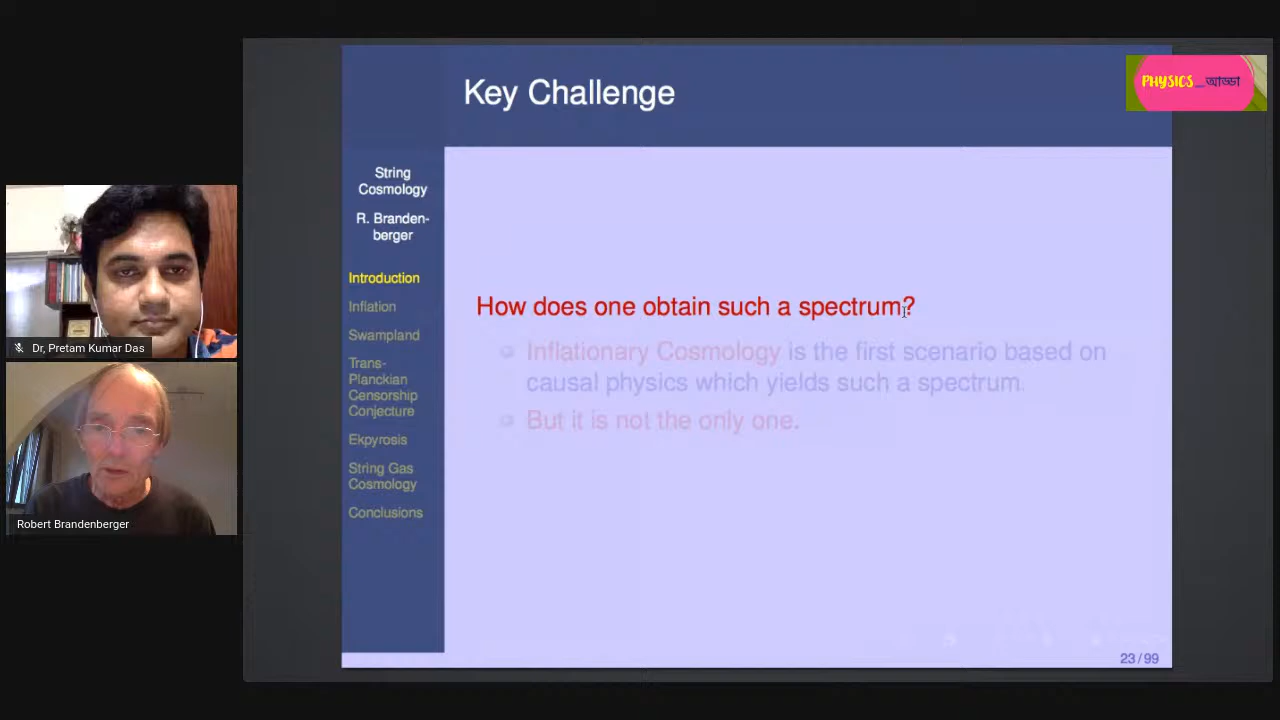 Key Challenge
PHYSICS_আড্ডা
String
Cosmology
R. Branden-
berger
Introduction
Inflation
Swampland
Trans-
Planckian
Censorship
Conjecture
Ekpyrosis
String Gas
Cosmology
Conclusions
How does one obtain such a spectrum?
Inflationary Cosmology is the first scenario based on
causal physics which yields such a spectrum.
But it is not the only one.
23/99
Dr, Pretam Kumar Das
Robert Brandenberger